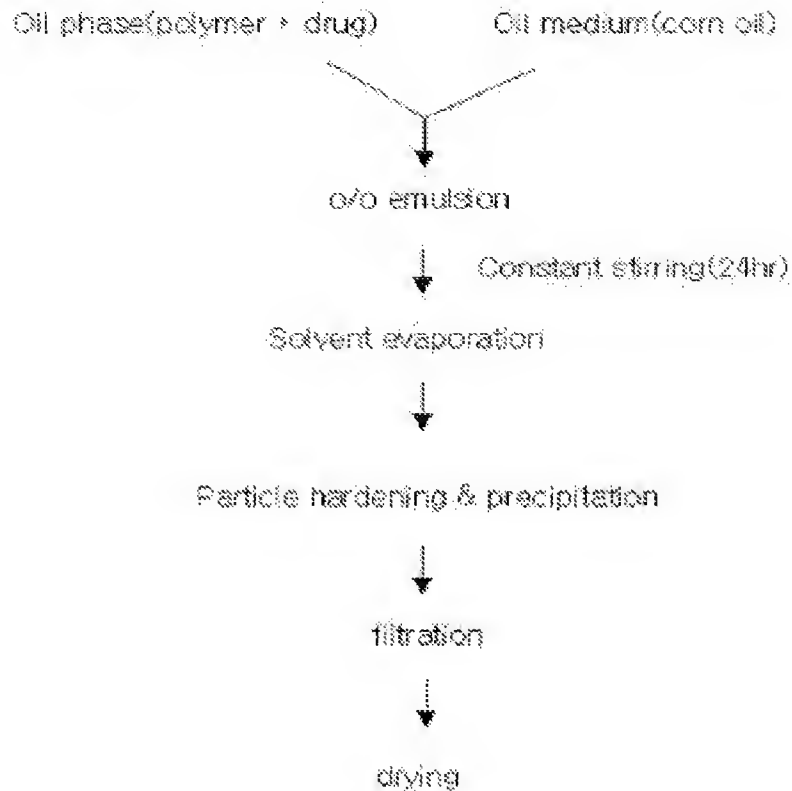 Oil phase(polymer + drug) Oil medium(corn oil)
o/o emulsion
Constant stirring(24hr)
Solvent evaporation
Particle hardening & precipitation
filtration
drying